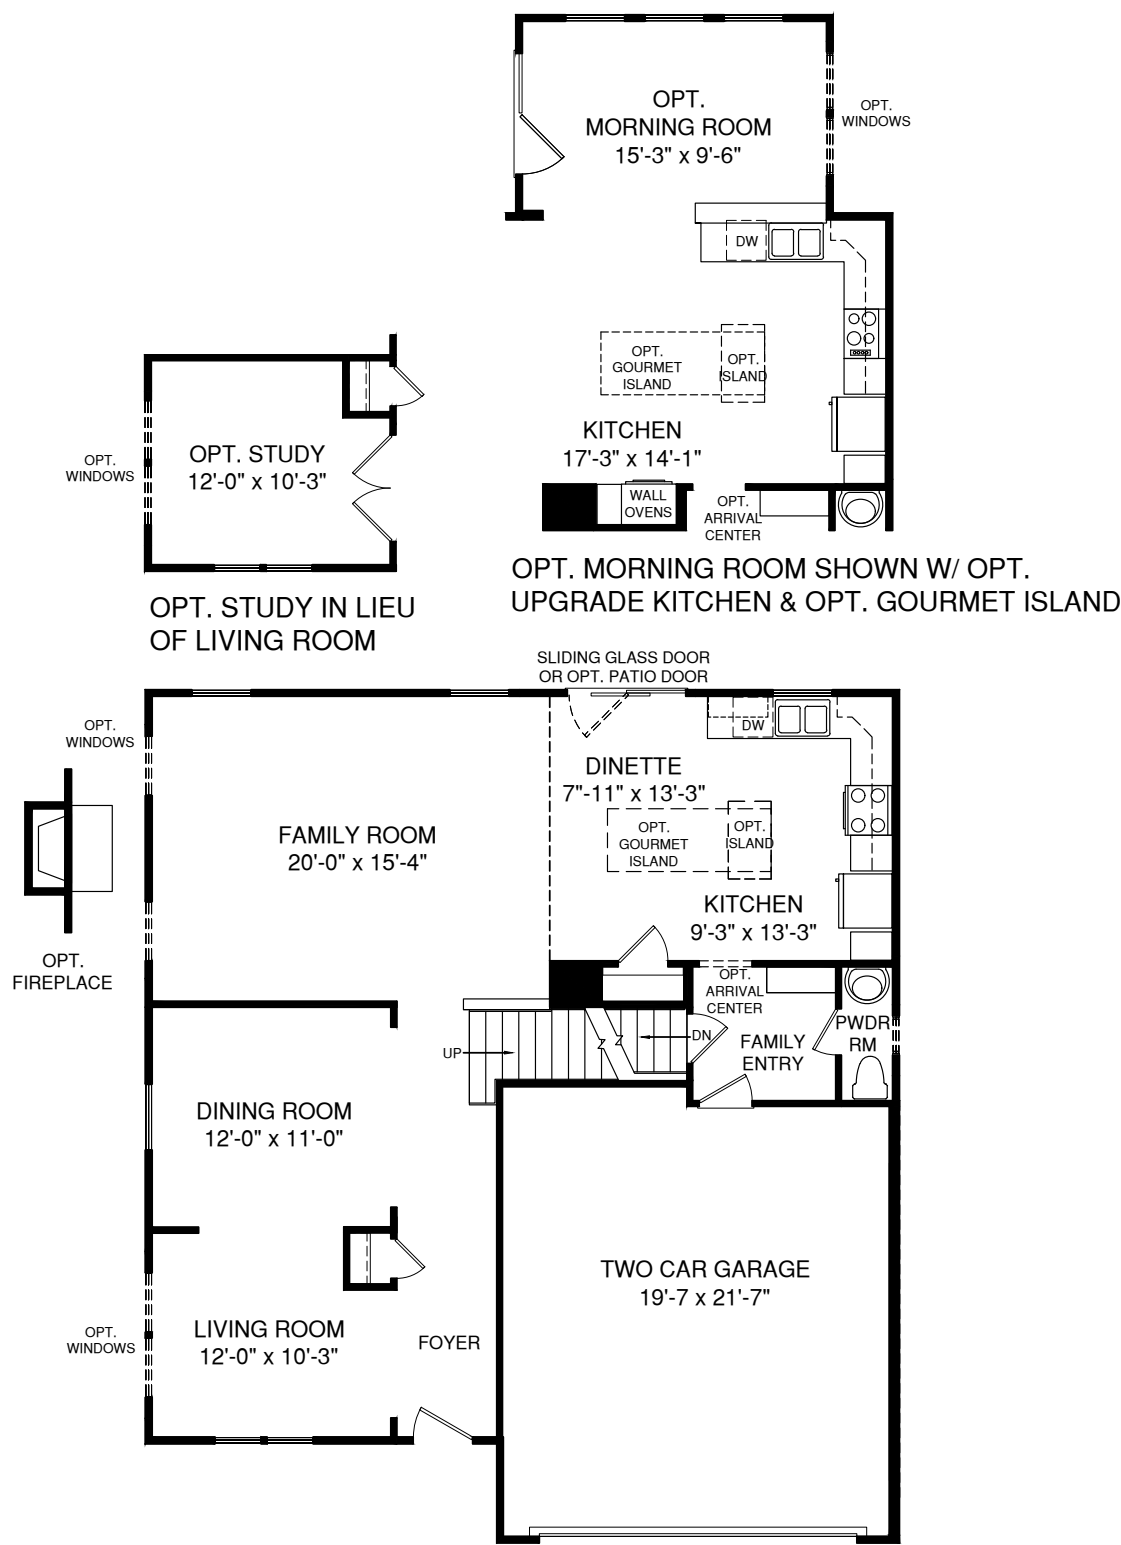 OPT.
MORNING ROOM
15'-3" x 9'-6"
OPT.
WINDOWS
DW
OPT.
GOURMET
ISLAND
OPT.
ISLAND
KITCHEN
17'-3" x 14'-1"
WALL
OVENS
OPT.
ARRIVAL
CENTER
OPT. MORNING ROOM SHOWN W/ OPT.
UPGRADE KITCHEN & OPT. GOURMET ISLAND
OPT.
WINDOWS
OPT. STUDY
12'-0" x 10'-3"
OPT. STUDY IN LIEU
OF LIVING ROOM
SLIDING GLASS DOOR
OR OPT. PATIO DOOR
OPT.
WINDOWS
DW
DINETTE
7"-11" x 13'-3"
FAMILY ROOM
20'-0" x 15'-4"
OPT.
GOURMET
ISLAND
OPT.
ISLAND
KITCHEN
9'-3" x 13'-3"
OPT.
FIREPLACE
OPT.
ARRIVAL
CENTER
UP
DN
FAMILY
ENTRY
PWDR
RM
DINING ROOM
12'-0" x 11'-0"
TWO CAR GARAGE
19'-7 x 21'-7"
OPT.
WINDOWS
LIVING ROOM
12'-0" x 10'-3"
FOYER